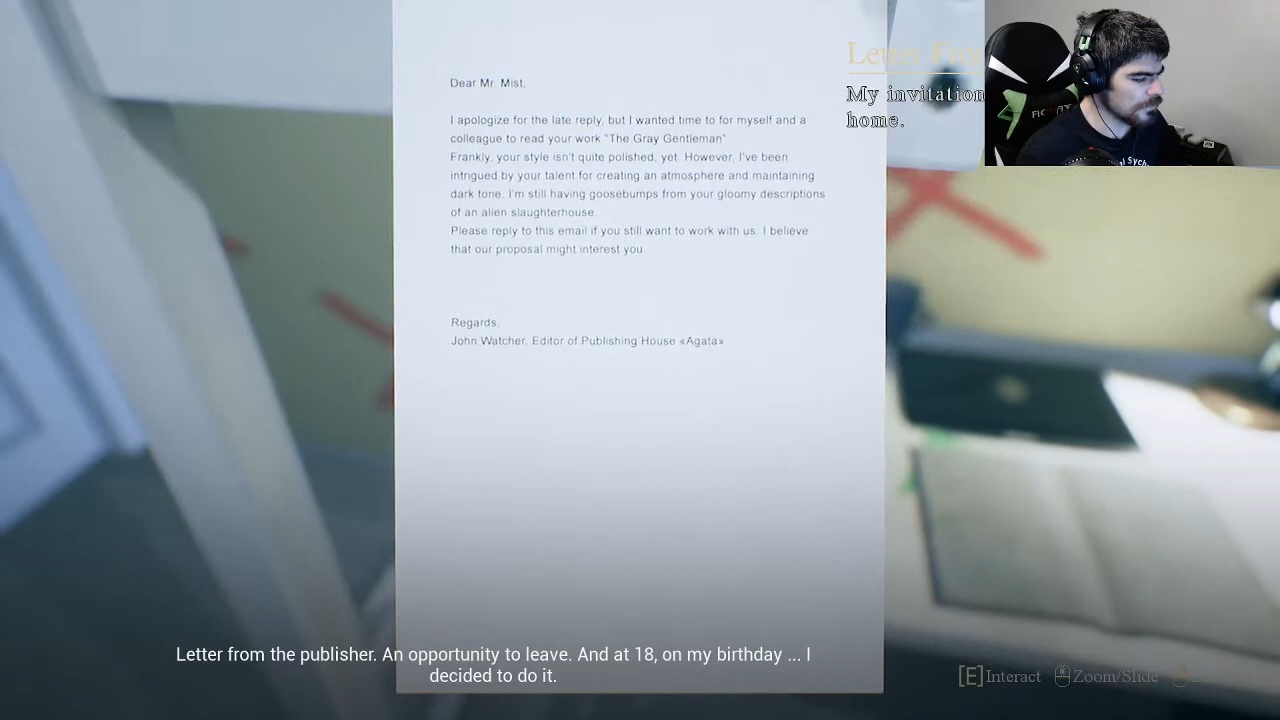 Dear Mr. Mist,
I apologize for the late reply, but I wanted time to for myself and a
colleague to read your work "The Gray Gentleman"
Frankly, your style isn't quite polished, yet. However, I've been
intrigued by your talent for creating an atmosphere and maintaining
dark tone. I'm still having goosebumps from your gloomy descriptions
of an alien slaughterhouse.
Please reply to this email if you still want to work with us. I believe
that our proposal might interest you
Regards,
John Watcher, Editor of Publishing House «Agata»
Letter
My invitation
home.
Letter from the publisher. An opportunity to leave. And at 18, on my birthday ... I
decided to do it.
[E]Interact Zoom/Slide